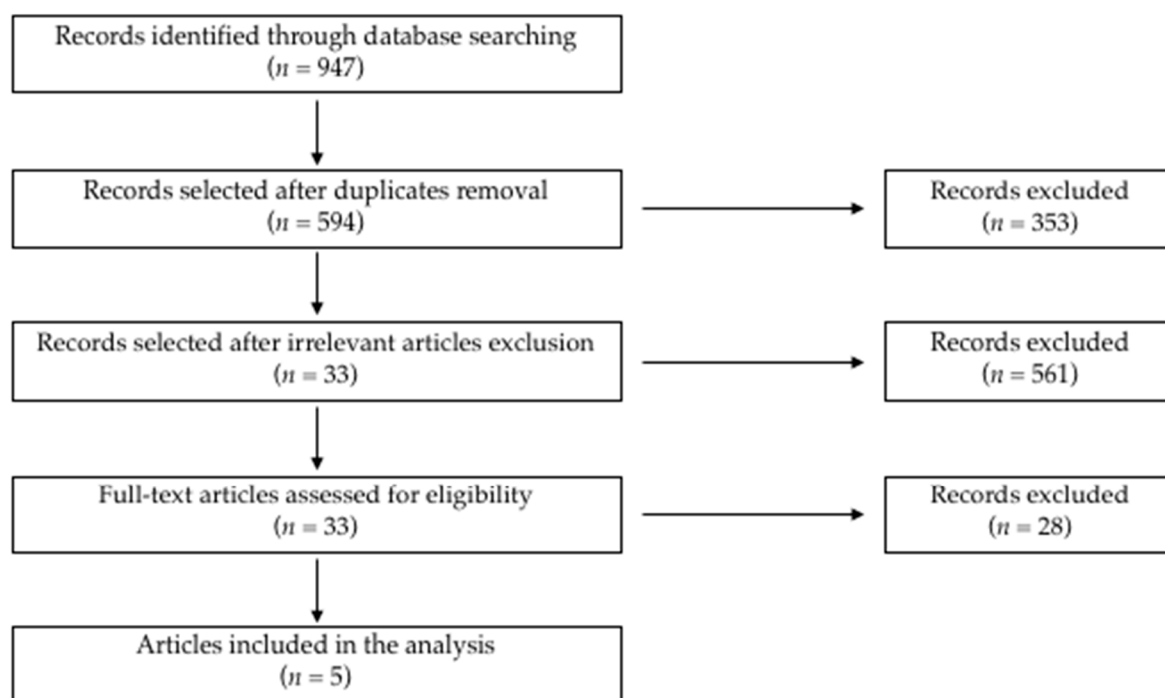 Records identified through database searching
(n = 947)
Records selected after duplicates removal
(n = 594)
Records excluded
(n = 353)
Records selected after irrelevant articles exclusion
(n = 33)
Records excluded
(n = 561)
Full-text articles assessed for eligibility
(n = 33)
Records excluded
(n = 28)
Articles included in the analysis
(n = 5)